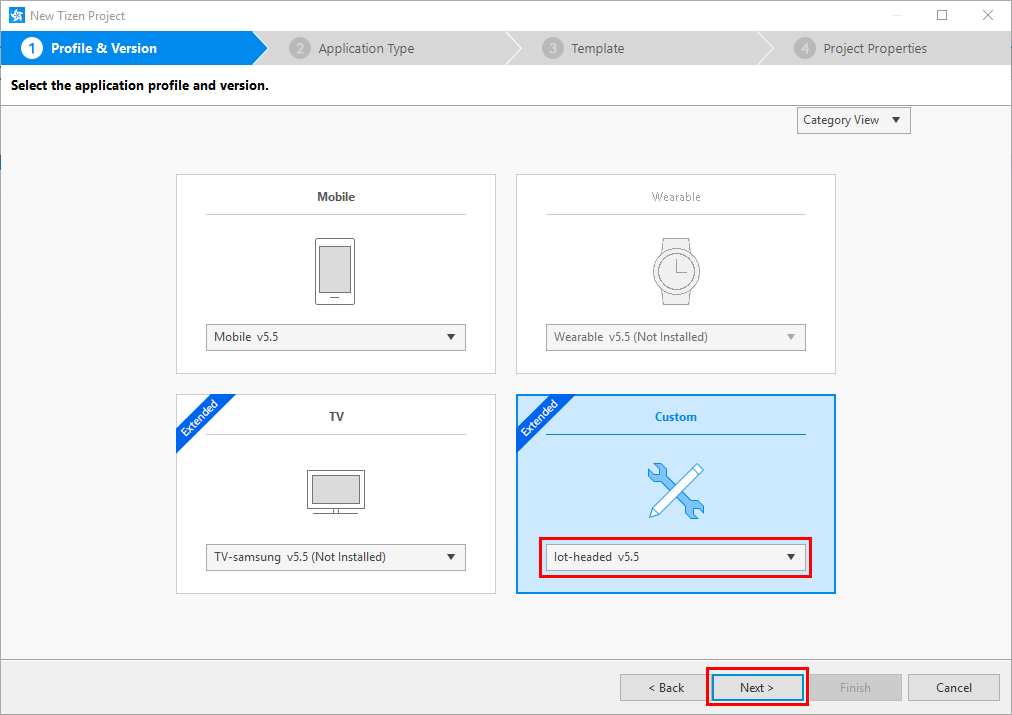 New Tizen Project
1 Profile & Version 2 Application Type 3 Template 4 Project Properties
Select the application profile and version.
Category View
Mobile
Mobile v5.5
Wearable
Wearable v5.5 (Not Installed)
Extended
TV
TV-samsung v5.5 (Not Installed)
Extended
Custom
Iot-headed v5.5
< Back Next > Finish Cancel